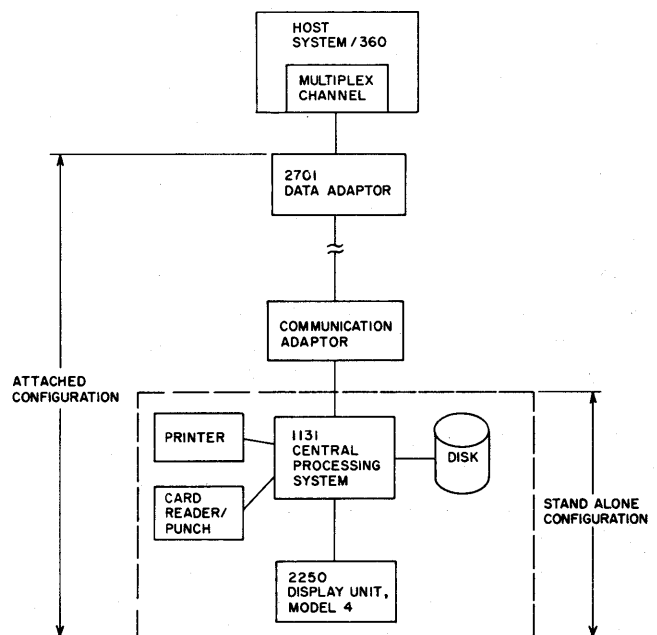 HOST
SYSTEM/360
MULTIPLEX
CHANNEL
2701
DATA ADAPTOR
COMMUNICATION
ADAPTOR
ATTACHED
CONFIGURATION
PRINTER
1131
CENTRAL
PROCESSING
SYSTEM
DISK
CARD
READER/
PUNCH
STAND ALONE
CONFIGURATION
2250
DISPLAY UNIT,
MODEL 4